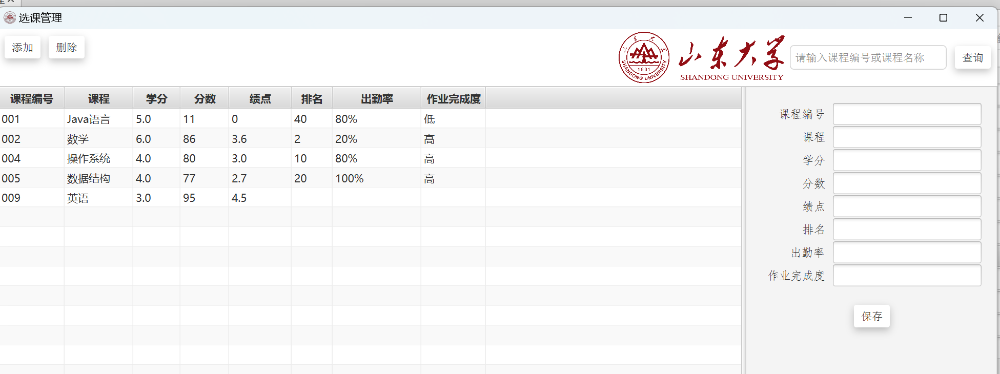 选课管理
添加 删除
1901
SHANDONG UNIVERSITY
山东大学
SHANDONG UNIVERSITY
请输入课程编号或课程名称 查询
课程编号 课程 学分 分数 绩点 排名 出勤率 作业完成度
001 Java语言 5.0 11 0 40 80% 低
002 数学 6.0 86 3.6 2 20% 高
004 操作系统 4.0 80 3.0 10 80% 高
005 数据结构 4.0 77 2.7 20 100% 高
009 英语 3.0 95 4.5
课程编号
课程
学分
分数
绩点
排名
出勤率
作业完成度
保存